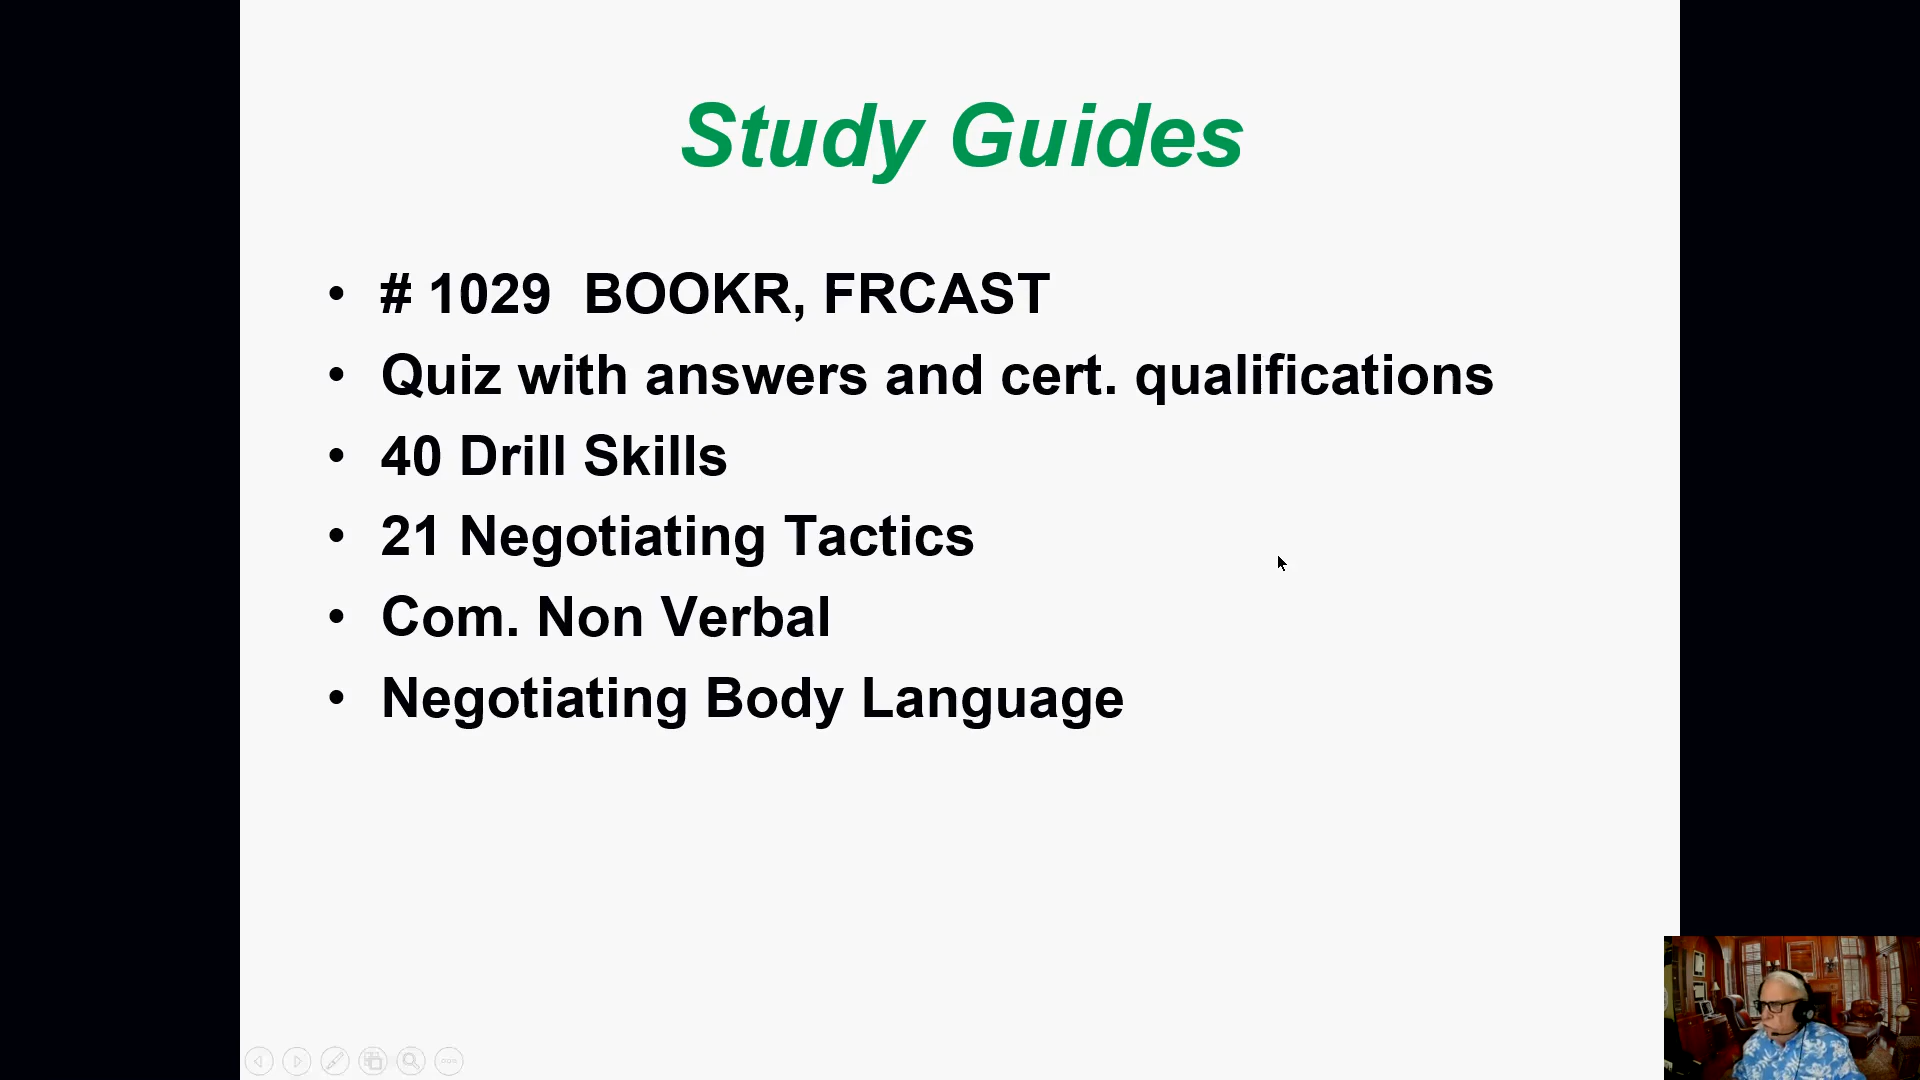 Study Guides
• # 1029  BOOKR, FRCAST
• Quiz with answers and cert. qualifications
• 40 Drill Skills
• 21 Negotiating Tactics
• Com. Non Verbal
• Negotiating Body Language